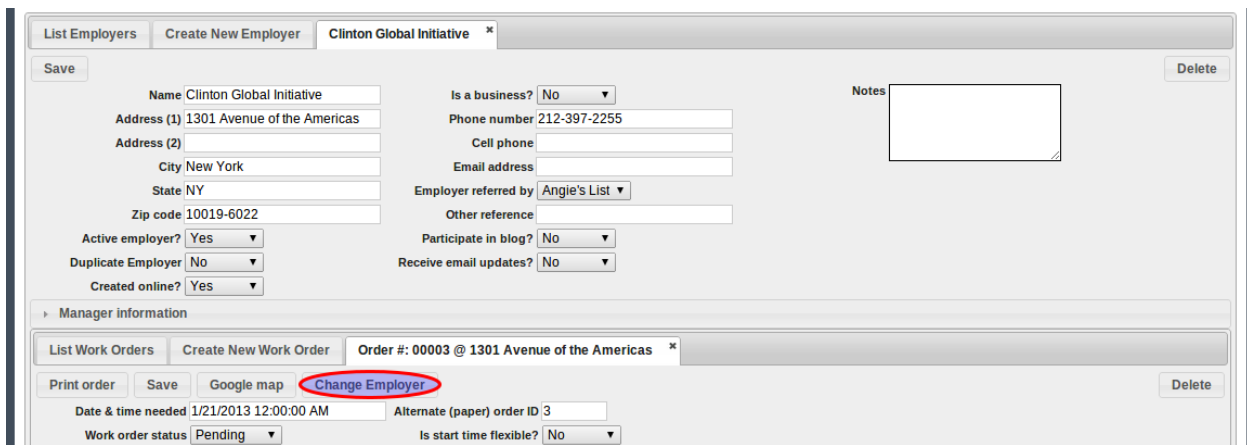 List Employers Create New Employer Clinton Global Initiative ✖
Save Delete
Name Clinton Global Initiative Is a business? No ▼ Notes
Address (1) 1301 Avenue of the Americas Phone number 212-397-2255
Address (2) Cell phone
City New York Email address
State NY Employer referred by Angie's List ▼
Zip code 10019-6022 Other reference
Active employer? Yes ▼ Participate in blog? No ▼
Duplicate Employer No ▼ Receive email updates? No ▼
Created online? Yes ▼
Manager information
List Work Orders Create New Work Order Order #: 00003 @ 1301 Avenue of the Americas ✖
Print order Save Google map Change Employer Delete
Date & time needed 1/21/2013 12:00:00 AM Alternate (paper) order ID 3
Work order status Pending ▼ Is start time flexible? No ▼